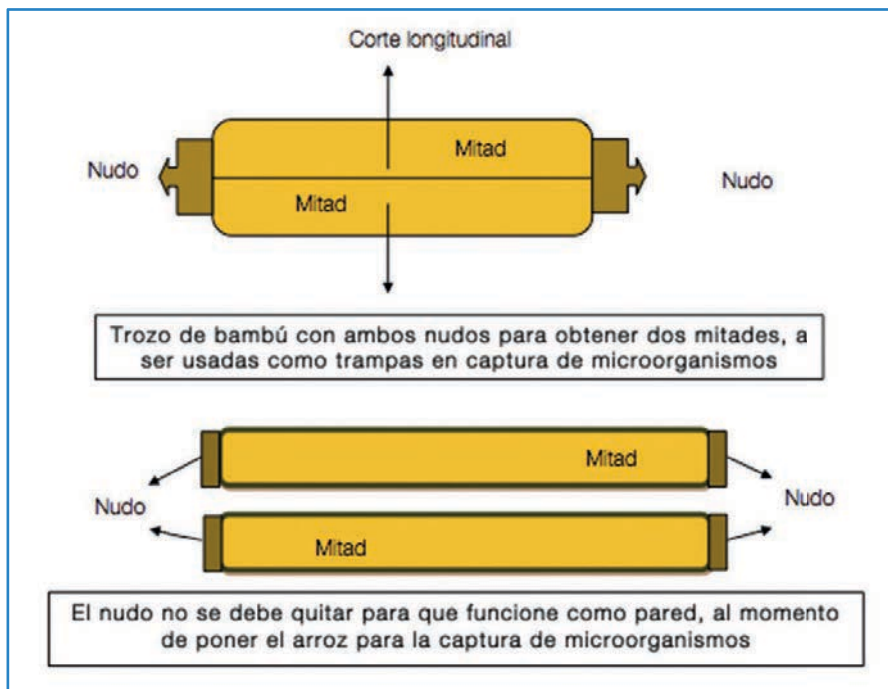 Corte longitudinal
Mitad
Nudo
Nudo
Mitad
Trozo de bambú con ambos nudos para obtener dos mitades, a
ser usadas como trampas en captura de microorganismos
Mitad
Nudo
Nudo
Mitad
El nudo no se debe quitar para que funcione como pared, al momento
de poner el arroz para la captura de microorganismos